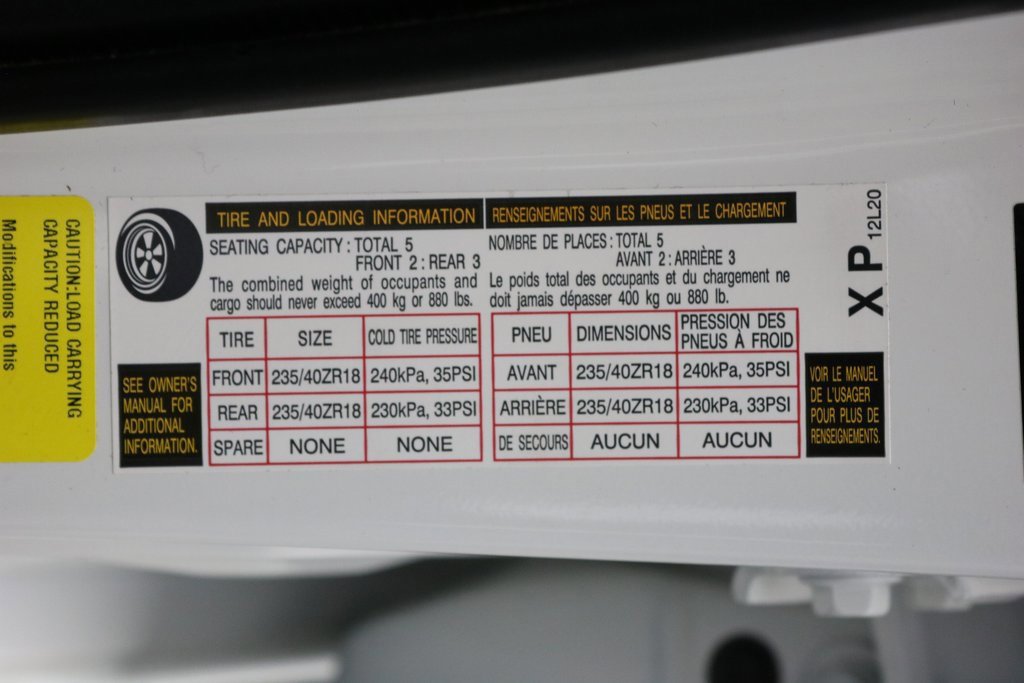 CAUTION:LOAD CARRYING
CAPACITY REDUCED
Modifications to this
TIRE AND LOADING INFORMATION
SEATING CAPACITY : TOTAL 5
FRONT 2 : REAR 3
The combined weight of occupants and
cargo should never exceed 400 kg or 880 lbs.
TIRE SIZE COLD TIRE PRESSURE
FRONT 235/40ZR18 240kPa, 35PSI
REAR 235/40ZR18 230kPa, 33PSI
SPARE NONE NONE
SEE OWNER'S
MANUAL FOR
ADDITIONAL
INFORMATION.
RENSEIGNEMENTS SUR LES PNEUS ET LE CHARGEMENT
NOMBRE DE PLACES : TOTAL 5
AVANT 2 : ARRIÈRE 3
Le poids total des occupants et du chargement ne
doit jamais dépasser 400 kg ou 880 lb.
PNEU DIMENSIONS PRESSION DES
PNEUS À FROID
AVANT 235/40ZR18 240kPa, 35PSI
ARRIÈRE 235/40ZR18 230kPa, 33PSI
DE SECOURS AUCUN AUCUN
VOIR LE MANUEL
DE L'USAGER
POUR PLUS DE
RENSEIGNEMENTS.
X P 12L20